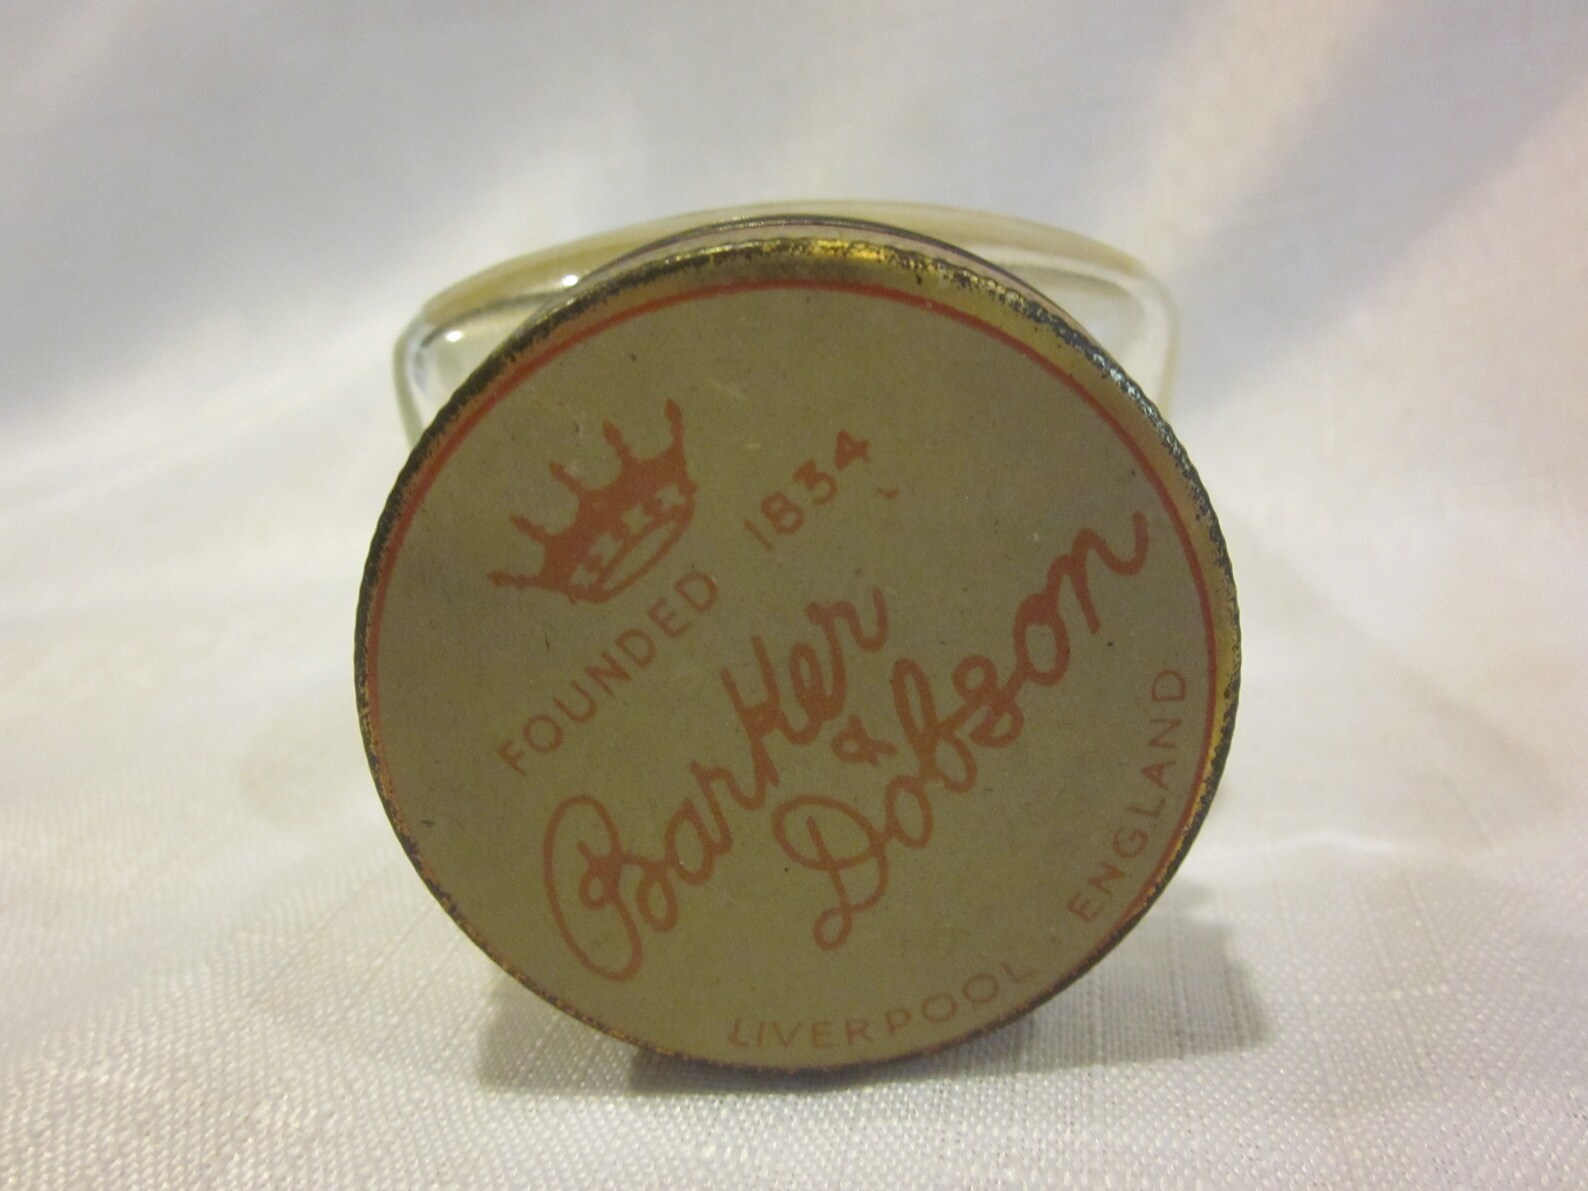 FOUNDED 1834
Barker
&
Dobson
LIVERPOOL · ENGLAND